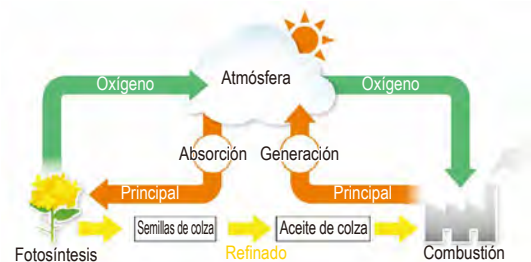 Oxígeno
Atmósfera
Oxígeno
Absorción
Generación
Principal
Principal
Semillas de colza
Aceite de colza
Fotosíntesis
Refinado
Combustión